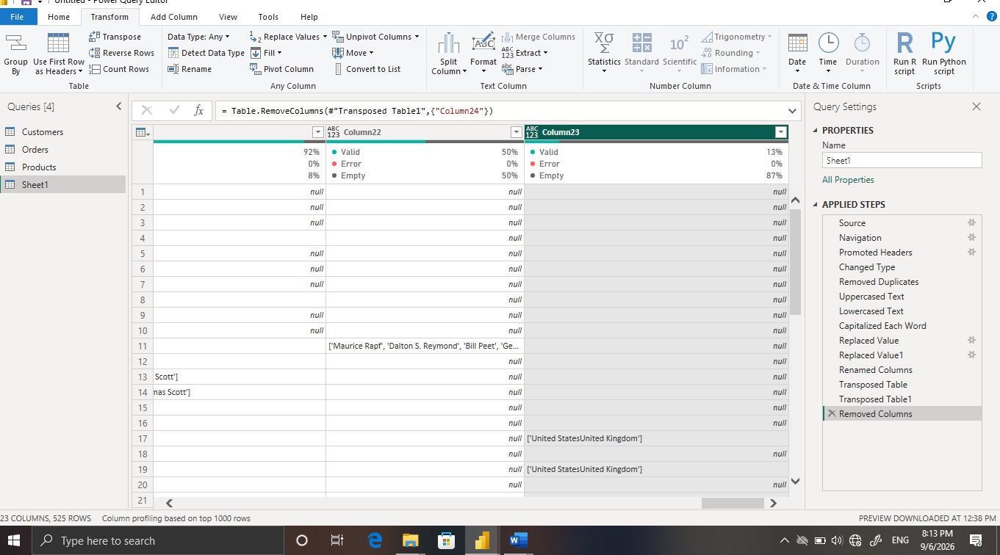 Untitled - Power Query Editor
File Home Transform Add Column View Tools Help
Group By
Use First Row as Headers
Transpose
Reverse Rows
Count Rows
Table
Data Type: Any
Detect Data Type
Rename
Replace Values
Fill
Pivot Column
Unpivot Columns
Move
Convert to List
Any Column
Split Column
Format
Merge Columns
Extract
Parse
Text Column
Statistics
Standard
Scientific
Trigonometry
Rounding
Information
Number Column
Date
Time
Duration
Date & Time Column
Run R script
Run Python script
Scripts
Queries [4]
Customers
Orders
Products
Sheet1
= Table.RemoveColumns(#"Transposed Table1",{"Column24"})
ABC 123 Column22 ABC 123 Column23
92% Valid 50% Valid 13%
0% Error 0% Error 0%
8% Empty 50% Empty 87%
1 null null null
2 null null null
3 null null null
4 null null
5 null null null
6 null null null
7 null null null
8 null null
9 null null null
10 null null null
11 ['Maurice Rapf', 'Dalton S. Reymond', 'Bill Peet', 'Ge... null
12 null null
13 Scott'] null null
14 mas Scott'] null null
15 null null
16 null null
17 null ['United StatesUnited Kingdom']
18 null null
19 null ['United StatesUnited Kingdom']
20 null null
21
Query Settings
PROPERTIES
Name
Sheet1
All Properties
APPLIED STEPS
Source
Navigation
Promoted Headers
Changed Type
Removed Duplicates
Uppercased Text
Lowercased Text
Capitalized Each Word
Replaced Value
Replaced Value1
Renamed Columns
Transposed Table
Transposed Table1
Removed Columns
23 COLUMNS, 525 ROWS Column profiling based on top 1000 rows PREVIEW DOWNLOADED AT 12:38 PM
Type here to search
ENG
8:13 PM
9/6/2026